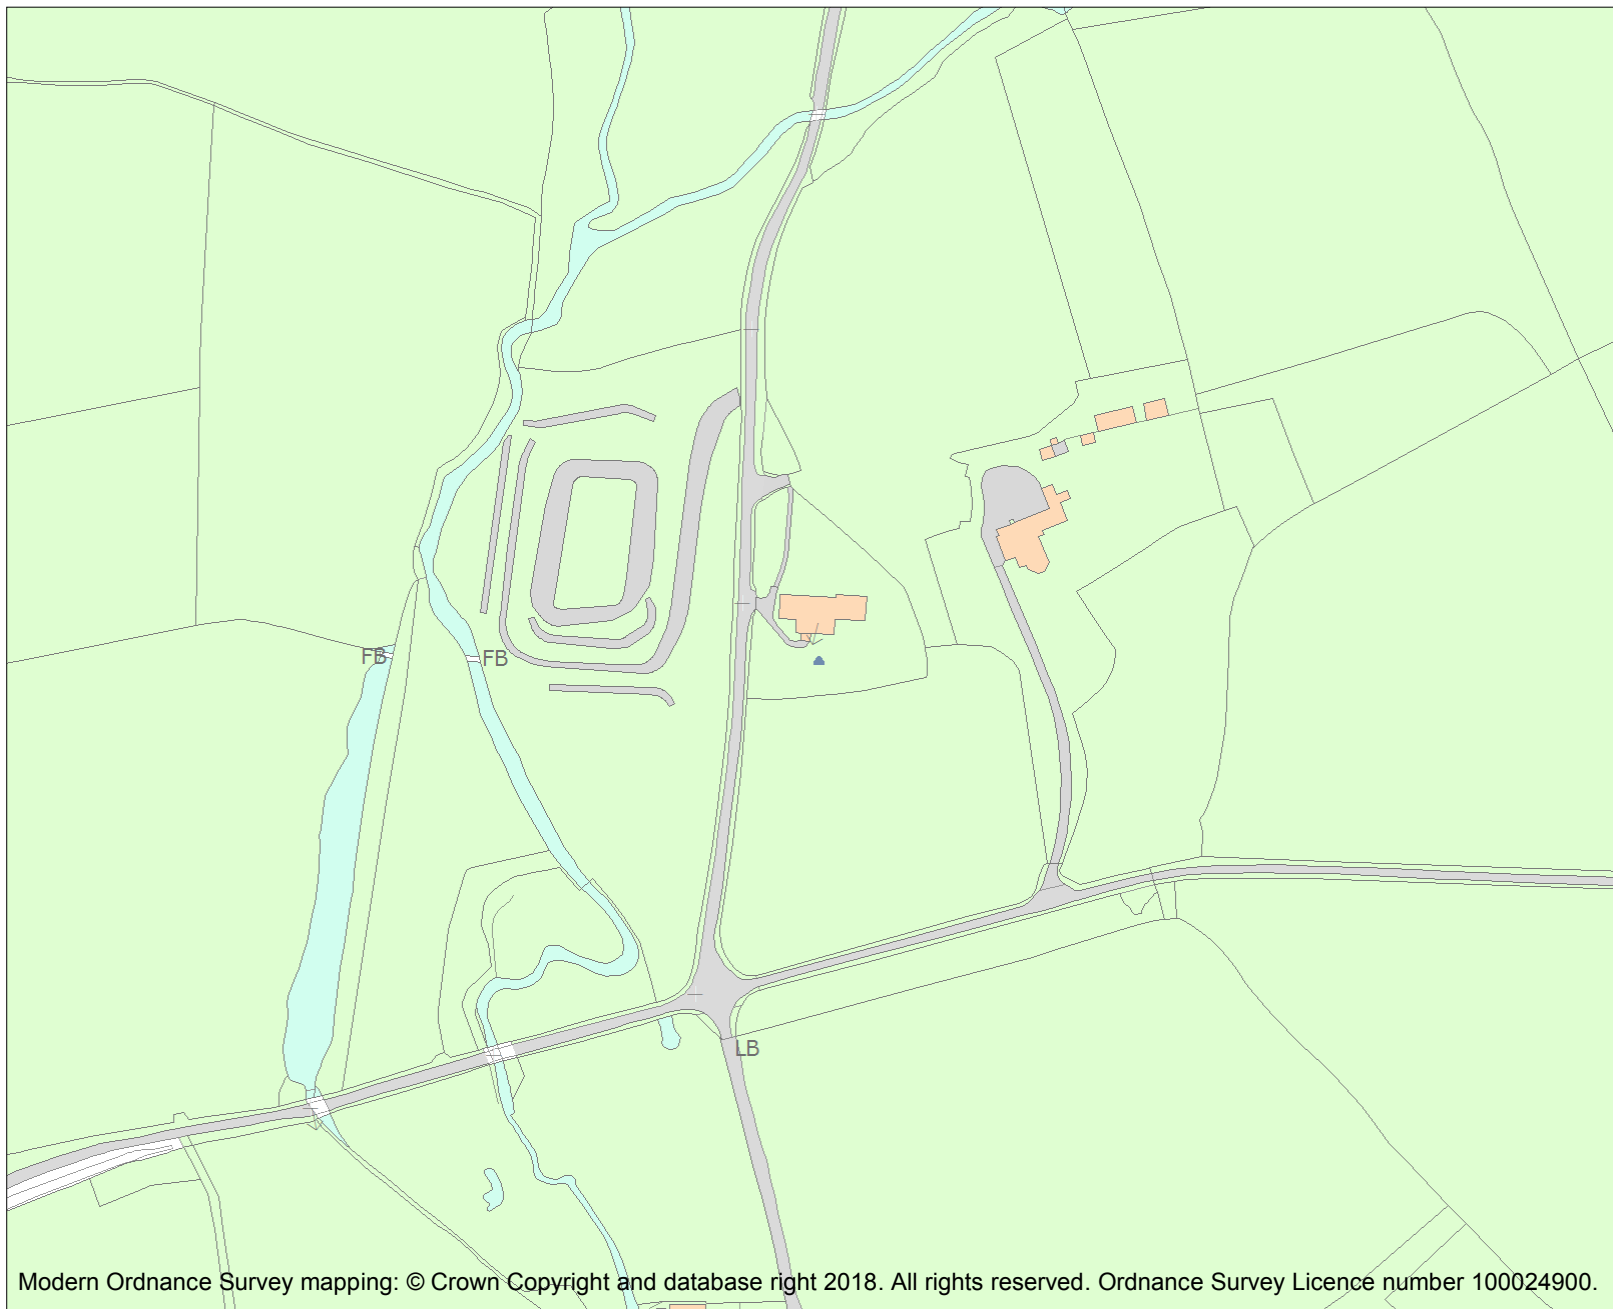 FB
FB
LB
Modern Ordnance Survey mapping: © Crown Copyright and database right 2018. All rights reserved. Ordnance Survey Licence number 100024900.